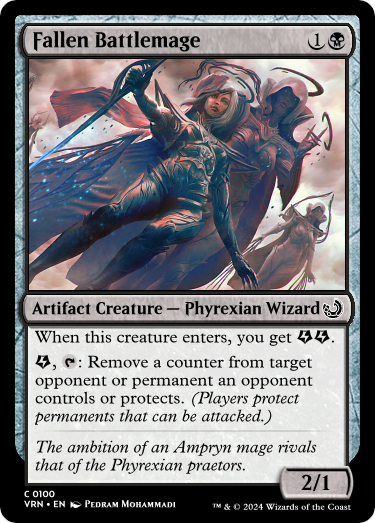 Fallen Battlemage 1
Artifact Creature — Phyrexian Wizard
When this creature enters, you get
: Remove a counter from target
opponent or permanent an opponent
controls or protects. (Players protect
permanents that can be attacked.)
The ambition of an Ampryn mage rivals
that of the Phyrexian praetors.
2/1
C 0100
VRN • EN Pedram Mohammadi
™ & © 2024 Wizards of the Coast